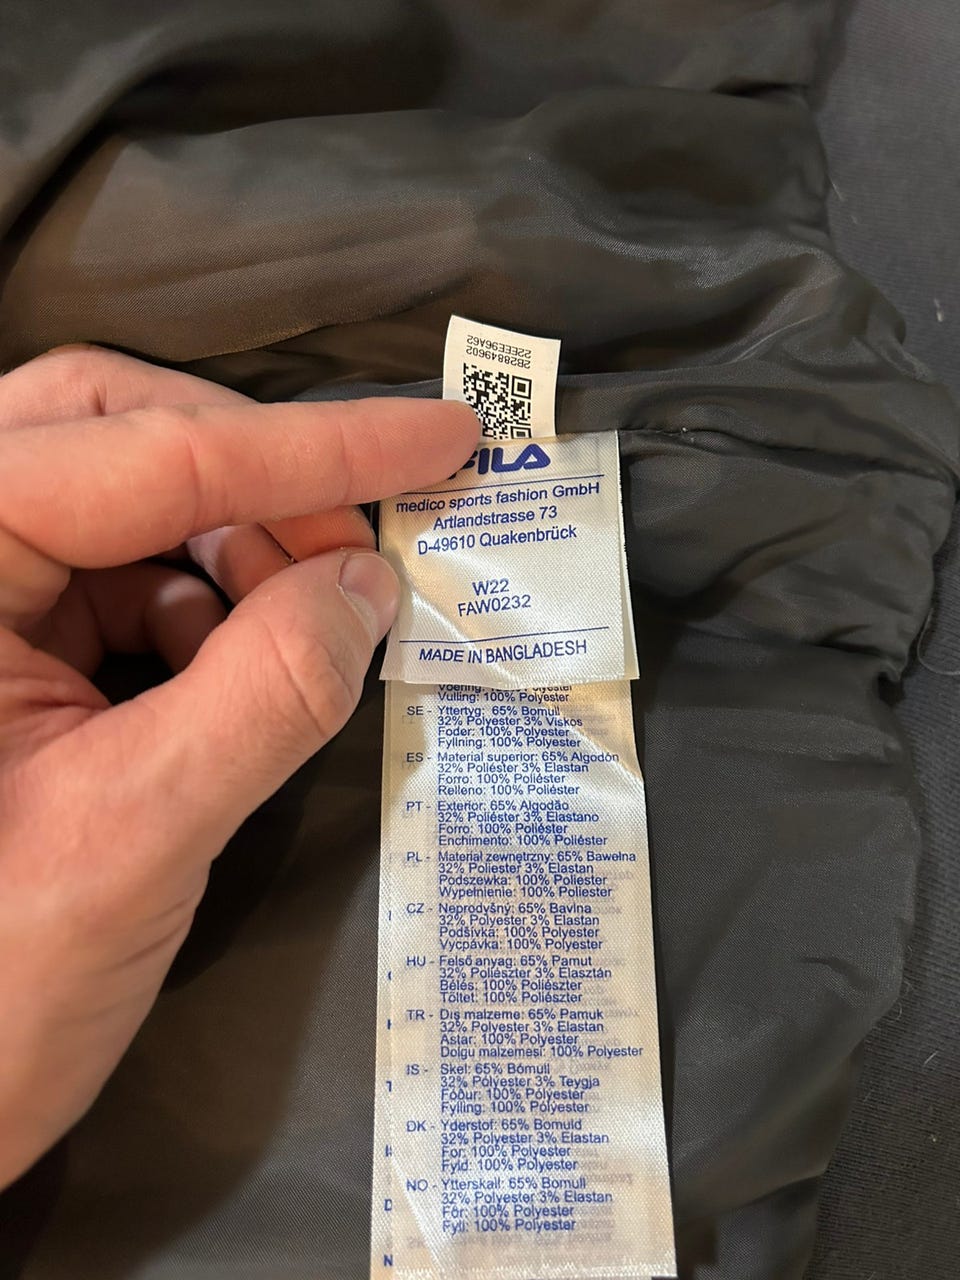 2B28849602
22EEE96A62
FILA
medico sports fashion GmbH
Artlandstrasse 73
D-49610 Quakenbrück
W22
FAW0232
MADE IN BANGLADESH
Voering: 100% Polyester
Vulling: 100% Polyester
SE - Yttertyg: 65% Bomull
32% Polyester 3% Viskos
Foder: 100% Polyester
Fyllning: 100% Polyester
ES - Material superior: 65% Algodón
32% Poliéster 3% Elastan
Forro: 100% Poliéster
Relleno: 100% Poliéster
PT - Exterior: 65% Algodão
32% Poliéster 3% Elastano
Forro: 100% Poliéster
Enchimento: 100% Poliéster
PL - Materiał zewnętrzny: 65% Bawełna
32% Poliester 3% Elastan
Podszewka: 100% Poliester
Wypełnienie: 100% Poliester
CZ - Neprodyšný: 65% Bavlna
32% Polyester 3% Elastan
Podšívka: 100% Polyester
Vycpávka: 100% Polyester
HU - Felső anyag: 65% Pamut
32% Poliészter 3% Elasztán
Bélés: 100% Poliészter
Töltet: 100% Poliészter
TR - Dış malzeme: 65% Pamuk
32% Polyester 3% Elastan
Astar: 100% Polyester
Dolgu malzemesi: 100% Polyester
IS - Skel: 65% Bómull
32% Pólýester 3% Teygja
Fóður: 100% Pólýester
Fylling: 100% Pólýester
DK - Yderstof: 65% Bomuld
32% Polyester 3% Elastan
For: 100% Polyester
Fyld: 100% Polyester
NO - Ytterskall: 65% Bomull
32% Polyester 3% Elastan
Fôr: 100% Polyester
Fyll: 100% Polyester